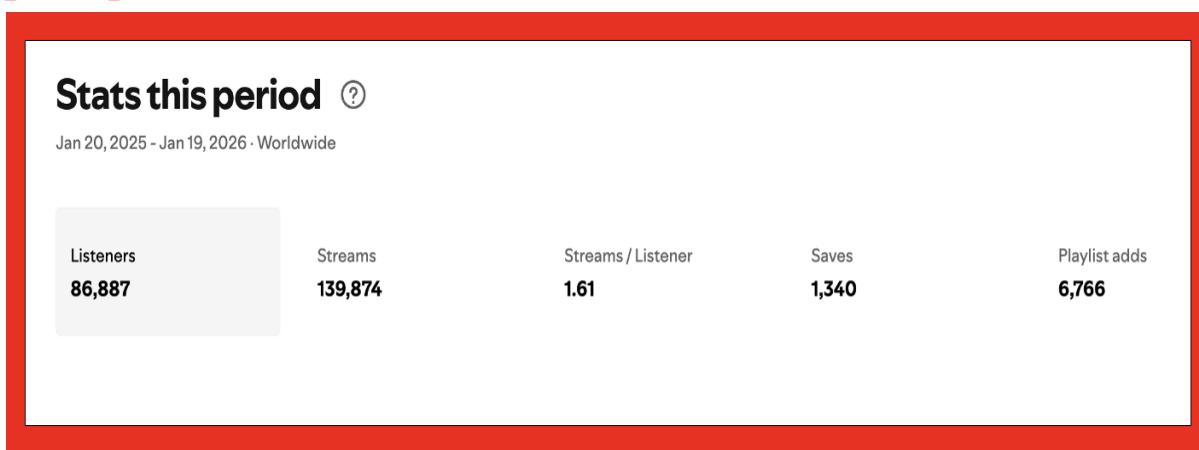 Stats this period ?
Jan 20, 2025 - Jan 19, 2026 · Worldwide
Listeners Streams Streams / Listener Saves Playlist adds
86,887 139,874 1.61 1,340 6,766